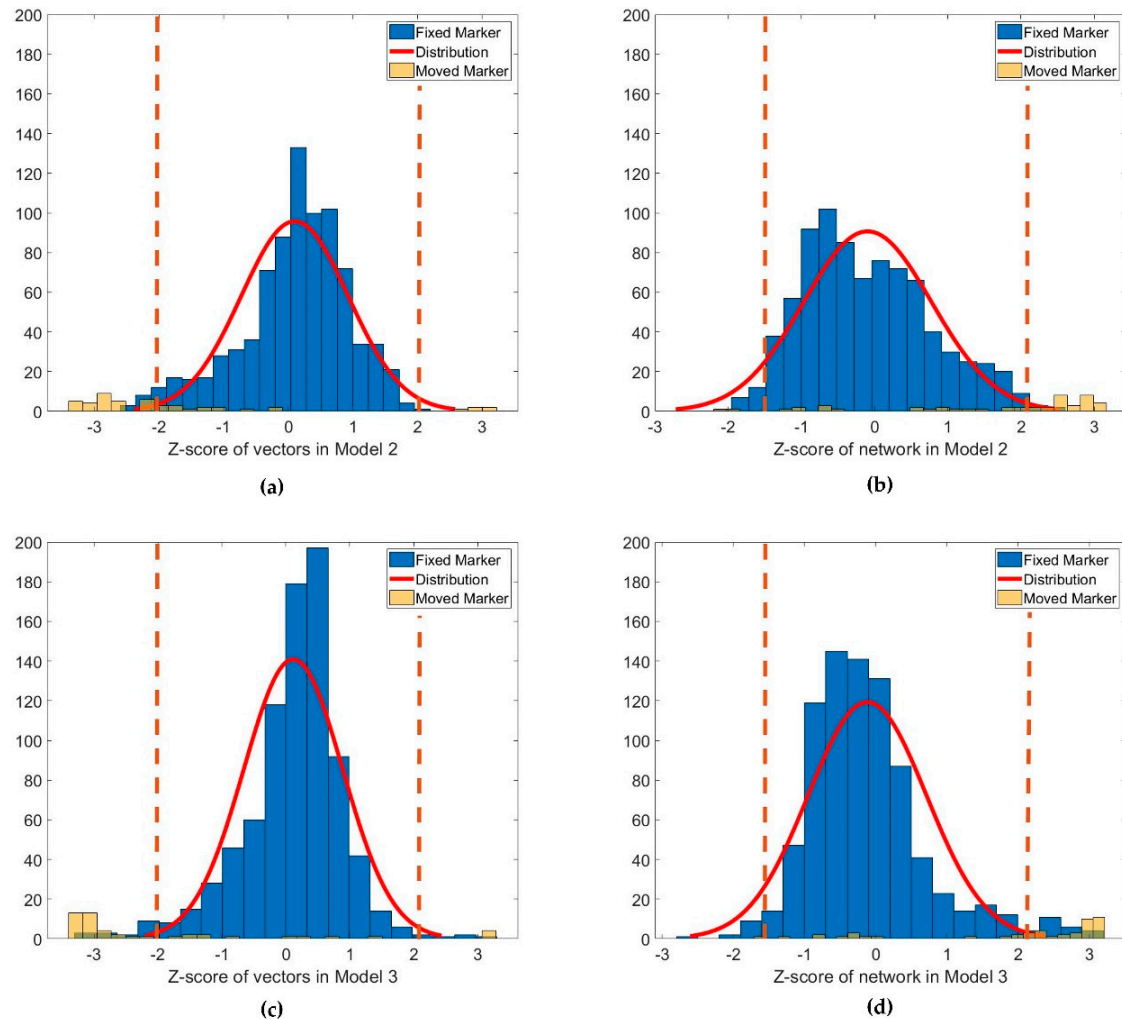 200
180
160
140
120
100
80
60
40
20
0
-3 -2 -1 0 1 2 3
Fixed Marker
Distribution
Moved Marker
Z-score of vectors in Model 2
(a)
200
180
160
140
120
100
80
60
40
20
0
-3 -2 -1 0 1 2 3
Fixed Marker
Distribution
Moved Marker
Z-score of network in Model 2
(b)
200
180
160
140
120
100
80
60
40
20
0
-3 -2 -1 0 1 2 3
Fixed Marker
Distribution
Moved Marker
Z-score of vectors in Model 3
(c)
200
180
160
140
120
100
80
60
40
20
0
-3 -2 -1 0 1 2 3
Fixed Marker
Distribution
Moved Marker
Z-score of network in Model 3
(d)